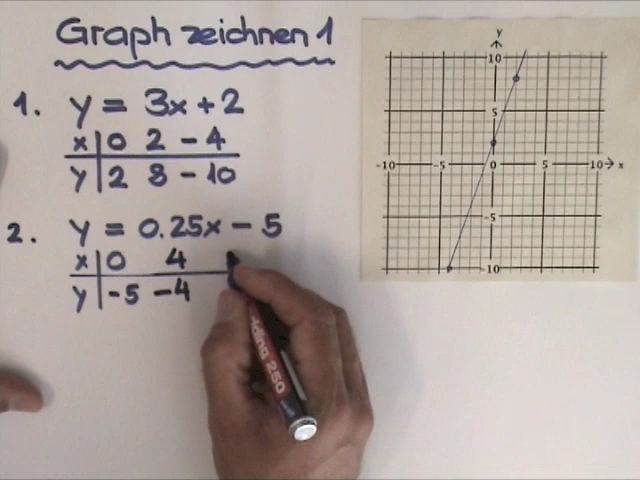 Graph zeichnen 1
1. y = 3x + 2
x 0 2 -4
y 2 8 -10
2. y = 0.25x - 5
x 0 4
y -5 -4
edding 250
y
10
5
-10 -5 0 5 10 x
-5
-10